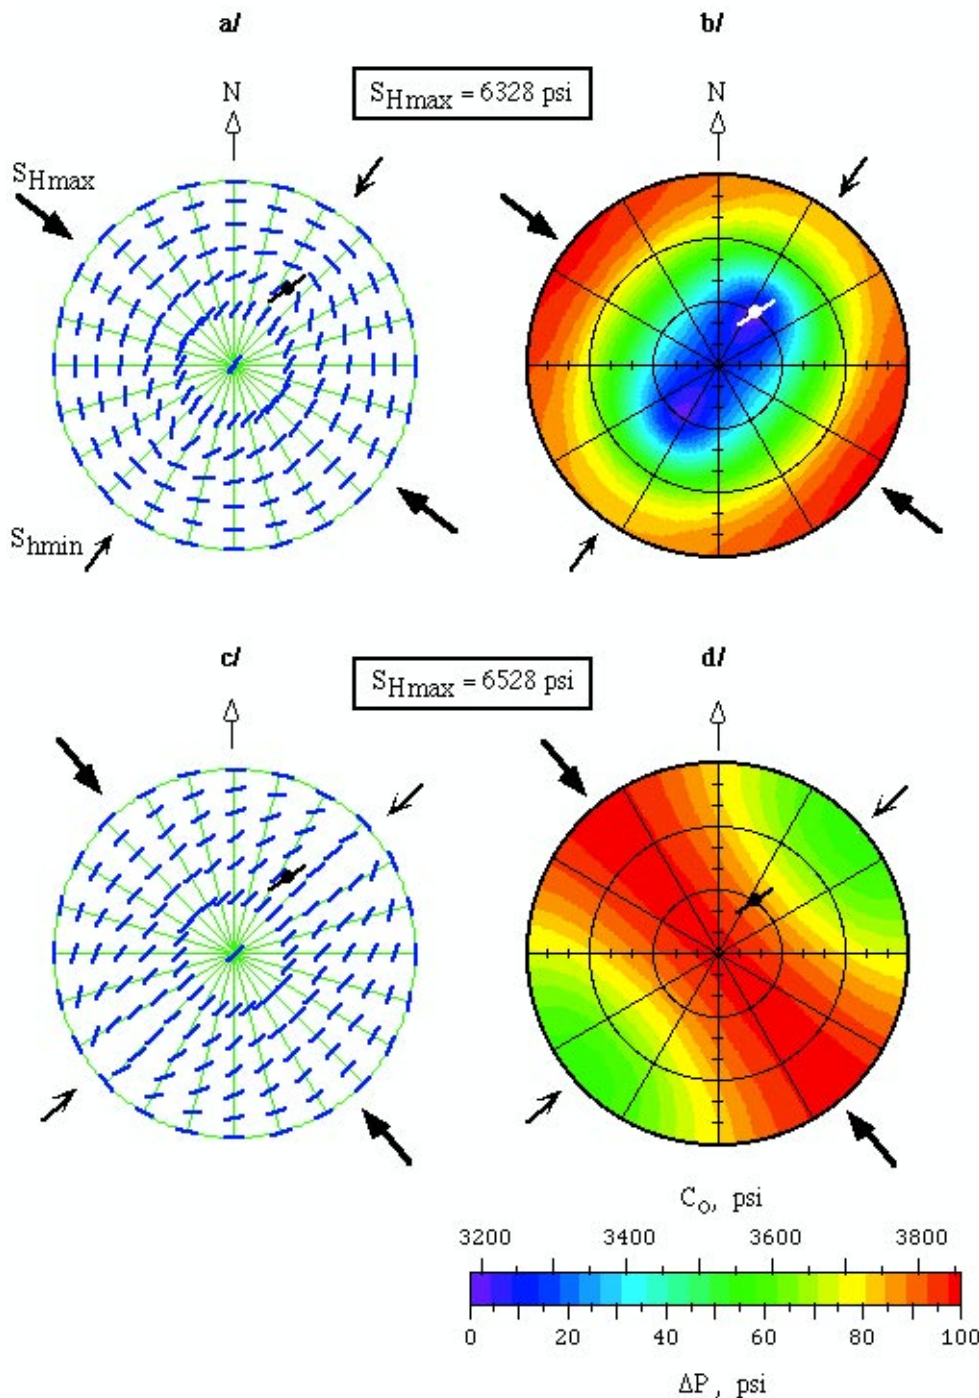 a/ b/
S_Hmax = 6328 psi
N N
S_Hmax
S_hmin
c/ d/
S_Hmax = 6528 psi
C_o, psi
3200 3400 3600 3800
0 20 40 60 80 100
ΔP, psi